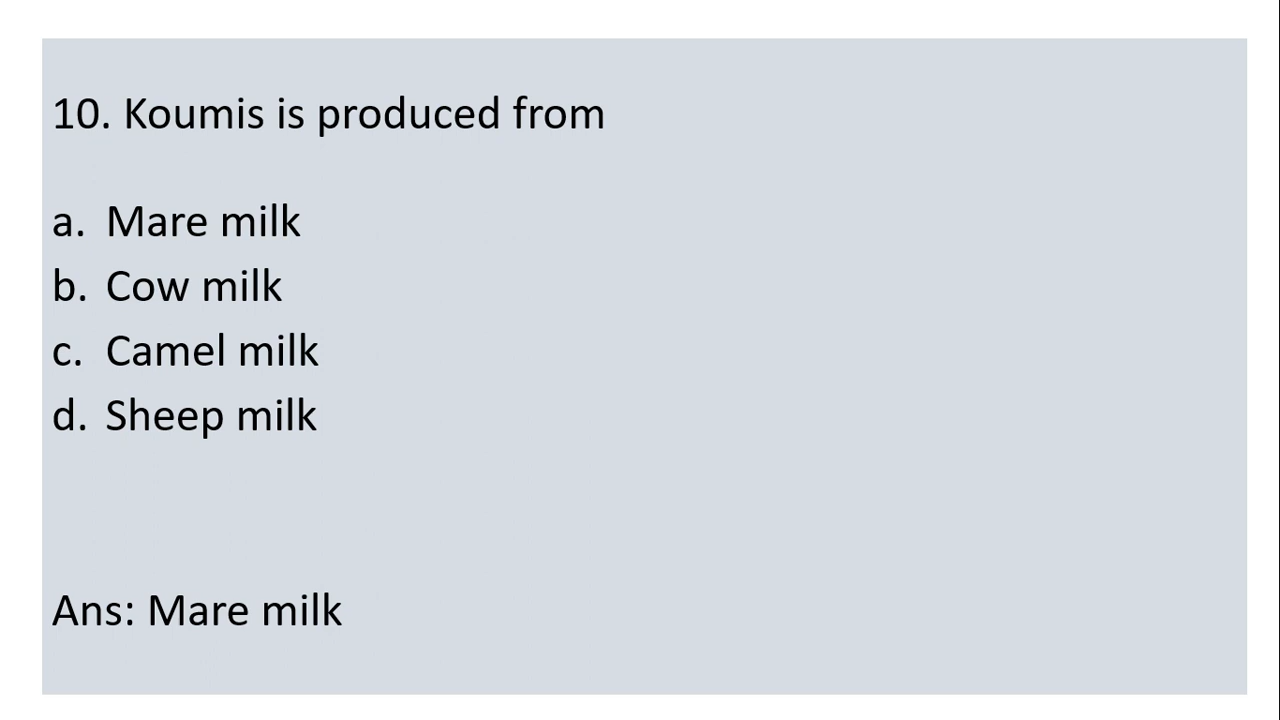 10. Koumis is produced from
a. Mare milk
b. Cow milk
c. Camel milk
d. Sheep milk
Ans: Mare milk